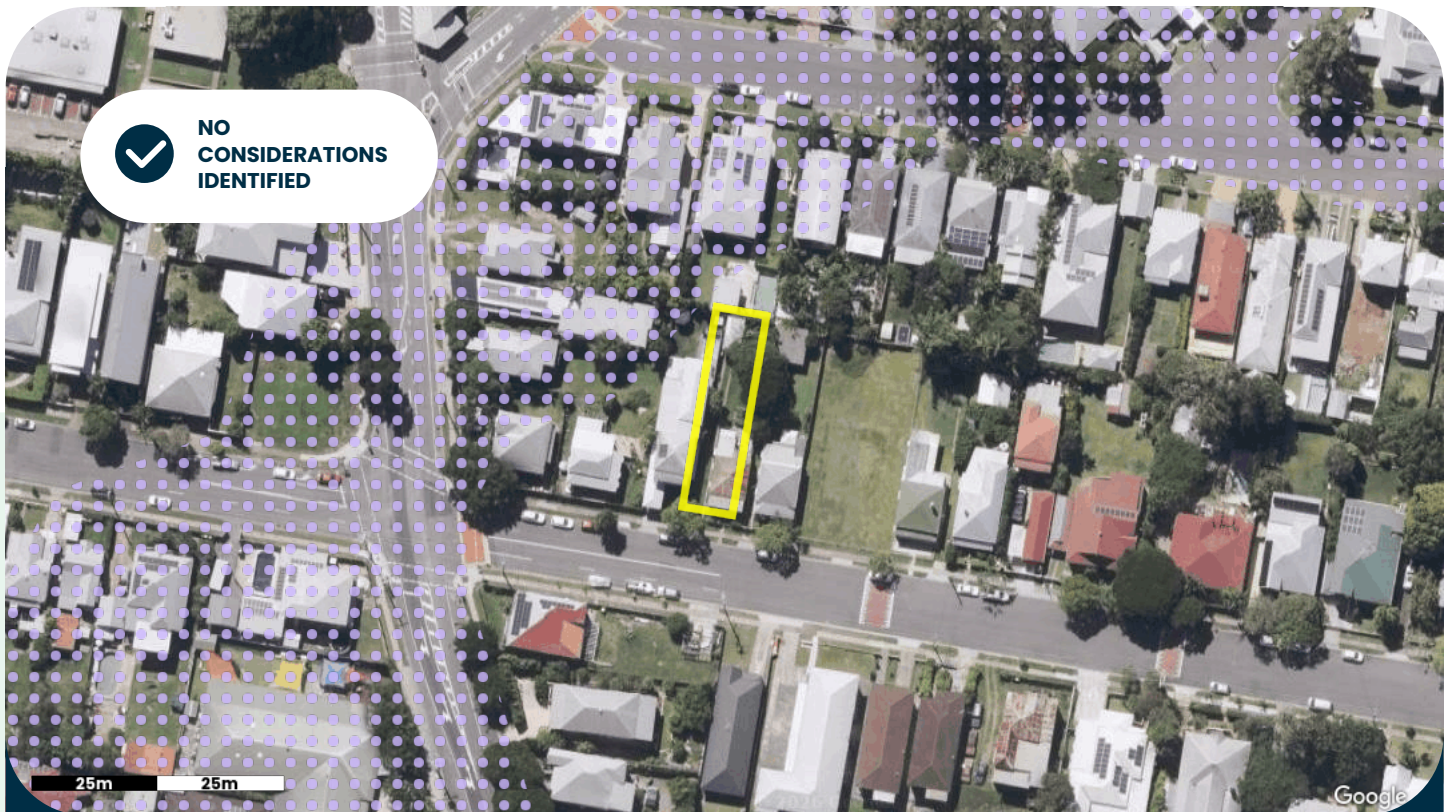 NO
CONSIDERATIONS
IDENTIFIED
25m 25m
Google